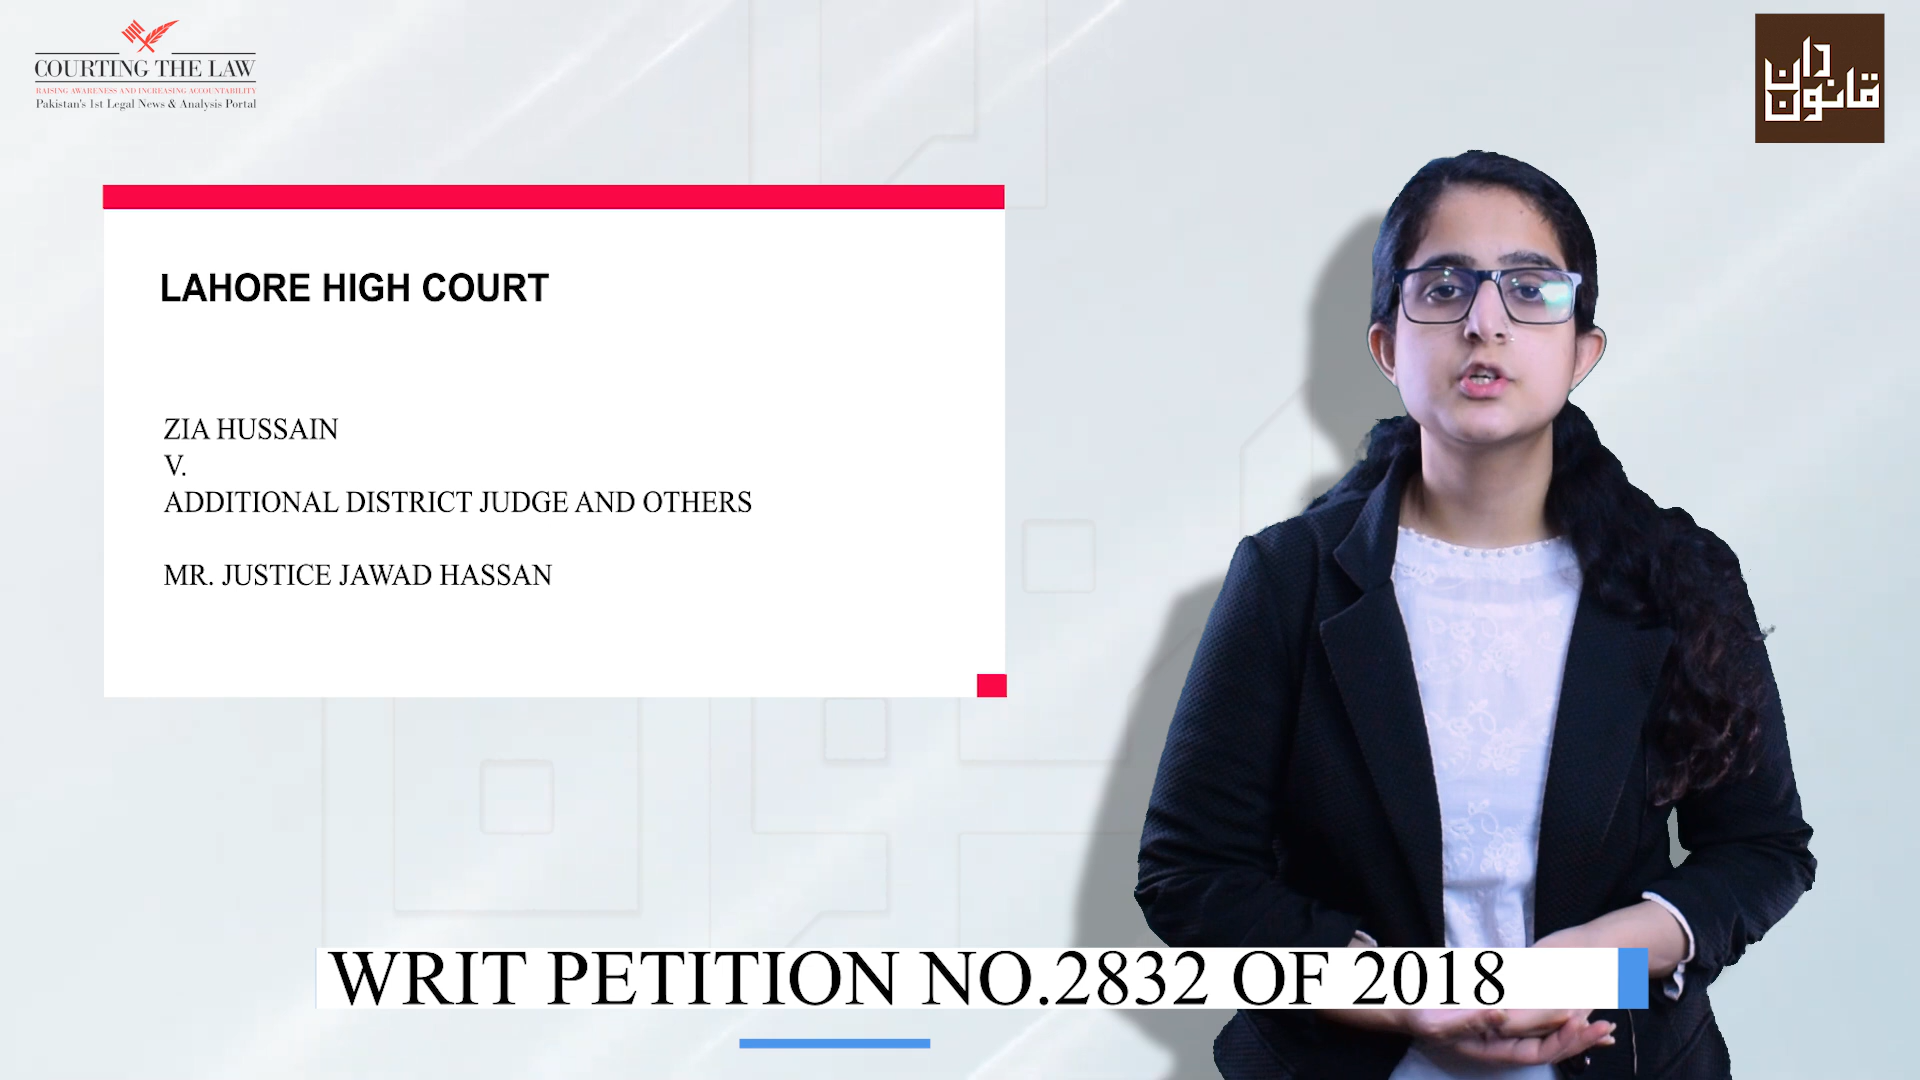 COURTING THE LAW
RAISING AWARENESS AND INCREASING ACCOUNTABILITY
Pakistan's 1st Legal News & Analysis Portal
قانون دان
LAHORE HIGH COURT
ZIA HUSSAIN
V.
ADDITIONAL DISTRICT JUDGE AND OTHERS
MR. JUSTICE JAWAD HASSAN
WRIT PETITION NO.2832 OF 2018